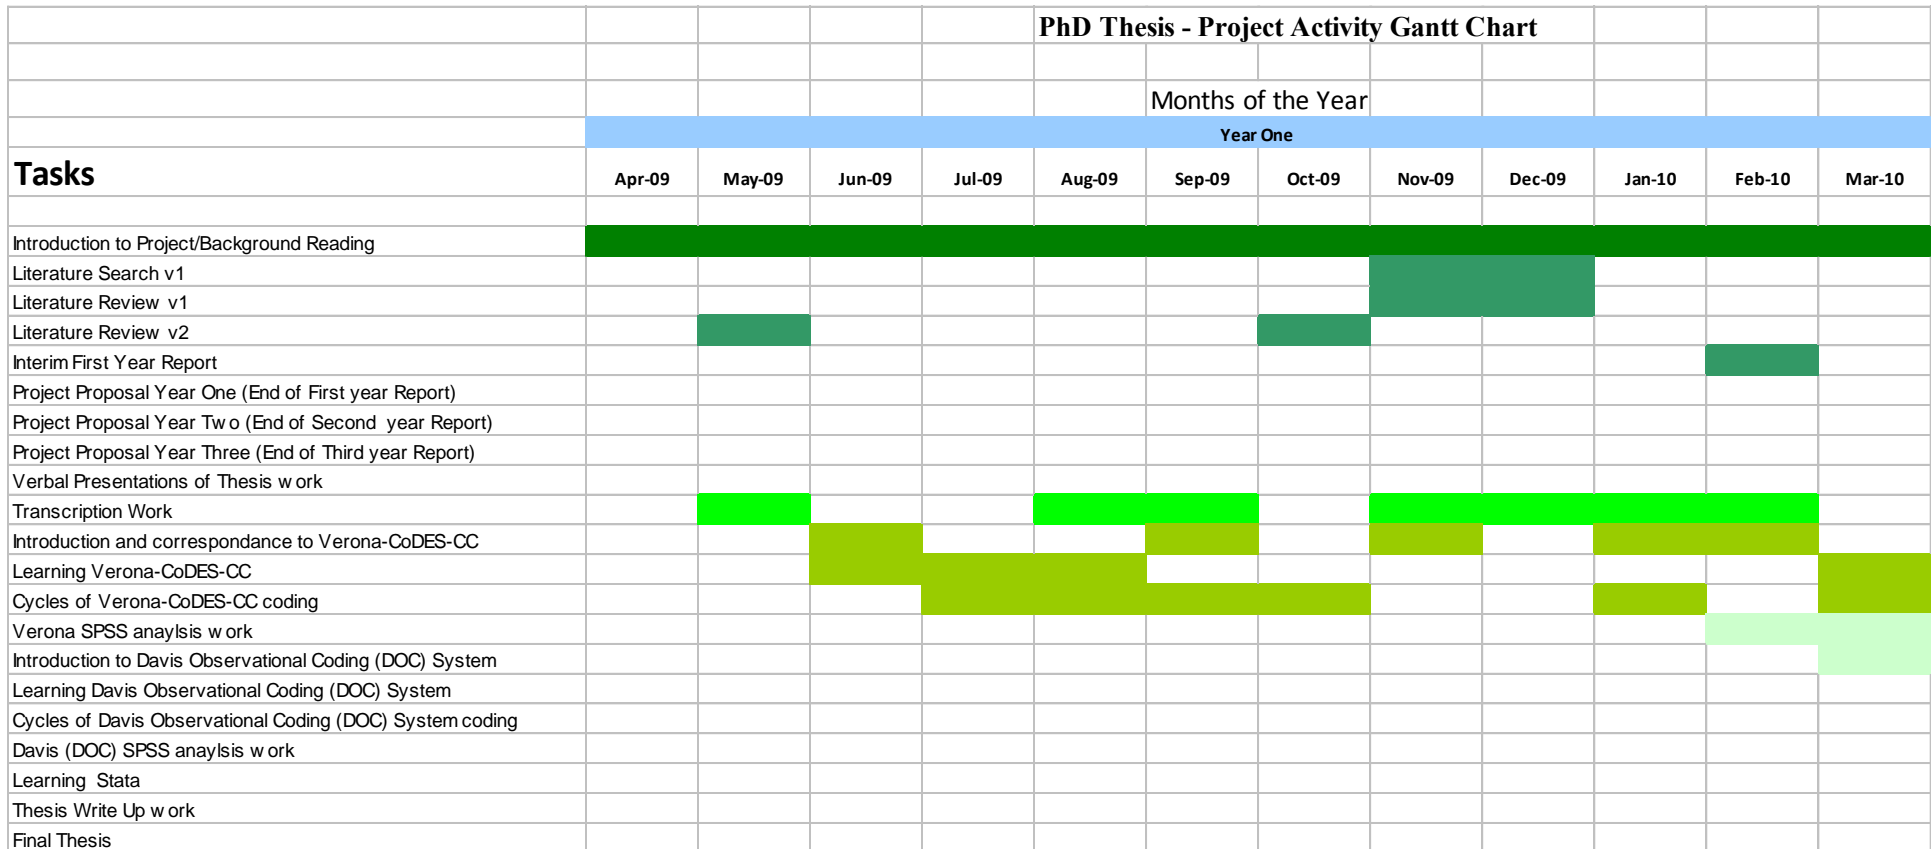 PhD Thesis - Project Activity Gantt Chart
Months of the Year
Year One
Tasks Apr-09 May-09 Jun-09 Jul-09 Aug-09 Sep-09 Oct-09 Nov-09 Dec-09 Jan-10 Feb-10 Mar-10
Introduction to Project/Background Reading
Literature Search v1
Literature Review v1
Literature Review v2
Interim First Year Report
Project Proposal Year One (End of First year Report)
Project Proposal Year Two (End of Second year Report)
Project Proposal Year Three (End of Third year Report)
Verbal Presentations of Thesis work
Transcription Work
Introduction and correspondance to Verona-CoDES-CC
Learning Verona-CoDES-CC
Cycles of Verona-CoDES-CC coding
Verona SPSS anaylsis work
Introduction to Davis Observational Coding (DOC) System
Learning Davis Observational Coding (DOC) System
Cycles of Davis Observational Coding (DOC) System coding
Davis (DOC) SPSS anaylsis work
Learning Stata
Thesis Write Up work
Final Thesis